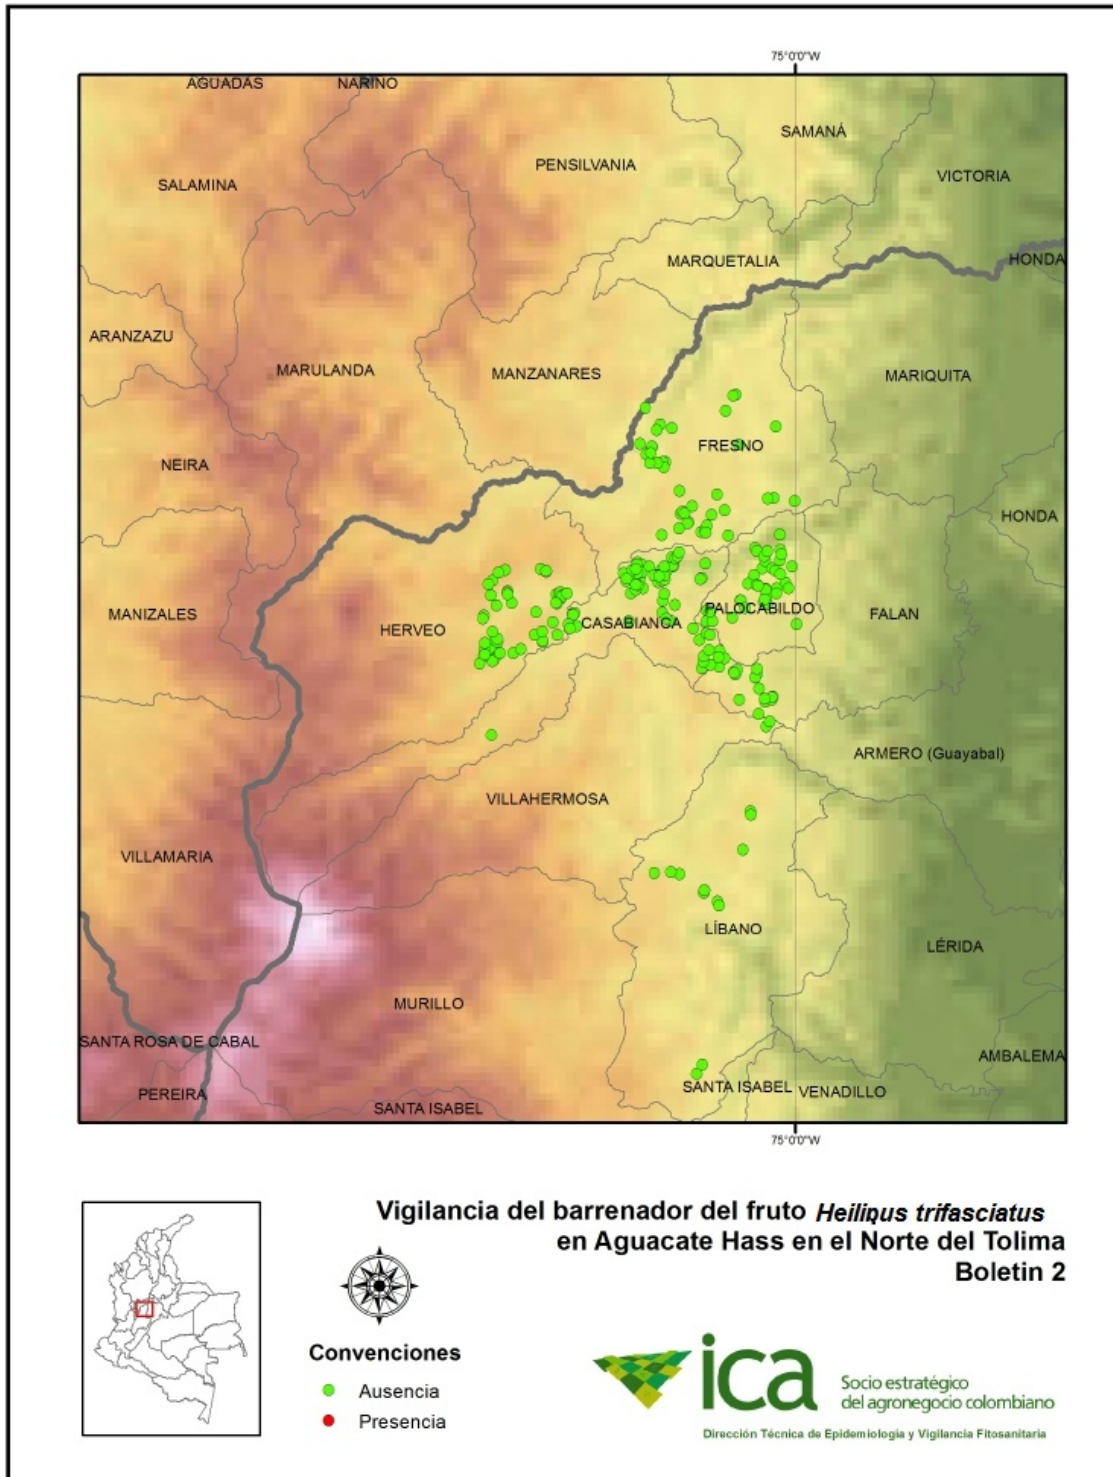 75°0'0"W
AGUADAS
NARIÑO
SAMANÁ
PENSILVANIA
VICTORIA
SALAMINA
MARQUETALIA
HONDA
ARANZAZU
MARULANDA
MANZANARES
MARIQUITA
FRESNO
NEIRA
HONDA
MANIZALES
HERVEO
CASABIANCA
PALOCABILDO
FALAN
ARMERO (Guayabal)
VILLAHERMOSA
VILLAMARIA
LÍBANO
LÉRIDA
MURILLO
SANTA ROSA DE CABAL
AMBALEMA
PEREIRA
SANTA ISABEL
SANTA ISABEL
VENADILLO
75°0'0"W
Vigilancia del barrenador del fruto Heilipus trifasciatus
en Aguacate Hass en el Norte del Tolima
Boletin 2
Convenciones
Ausencia
Presencia
ica
Socio estratégico
del agronegocio colombiano
Dirección Técnica de Epidemiología y Vigilancia Fitosanitaria